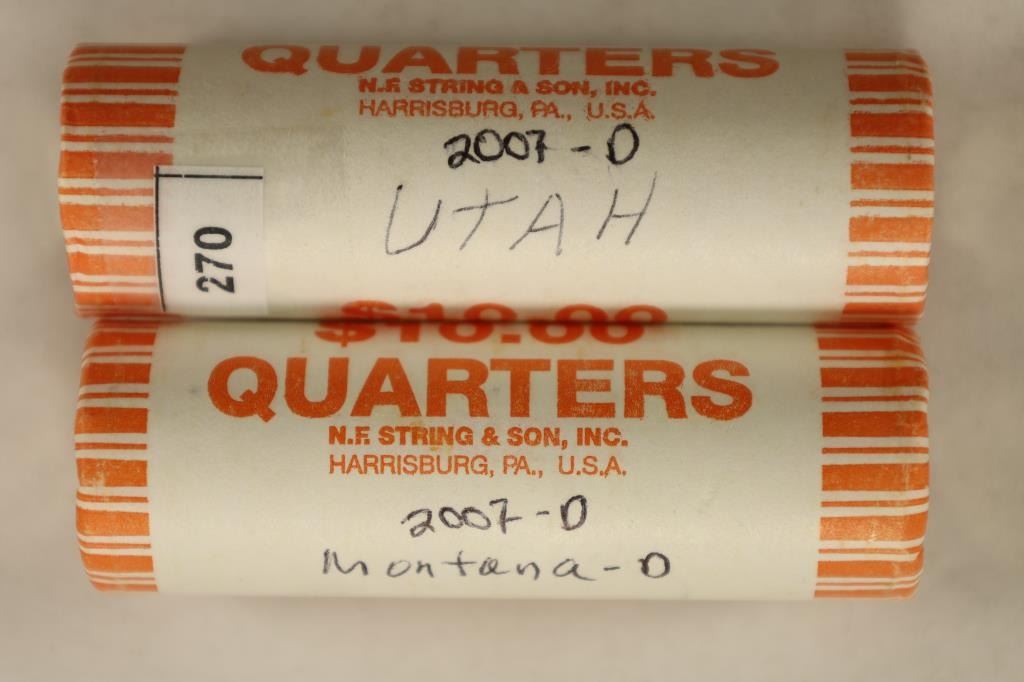 QUARTERS
N.F. STRING & SON, INC.
HARRISBURG, PA., U.S.A.
2007-D
UTAH
270
$10.00
QUARTERS
N.F. STRING & SON, INC.
HARRISBURG, PA., U.S.A.
2007-D
Montana-D